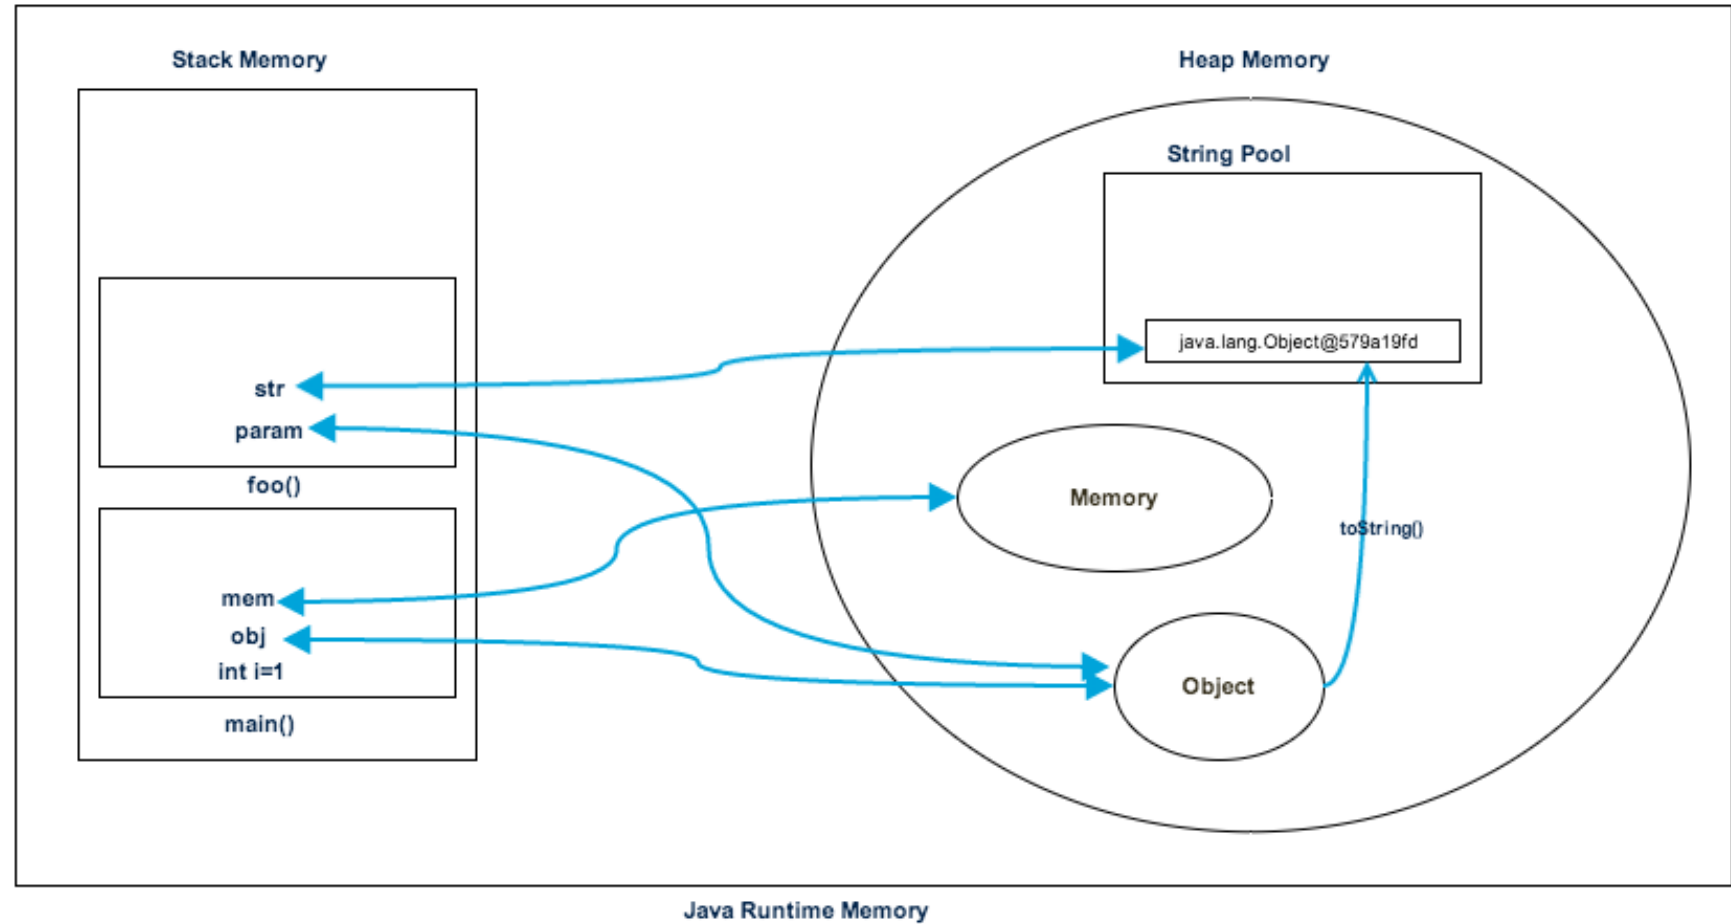 Stack Memory
Heap Memory
String Pool
java.lang.Object@579a19fd
str
param
foo()
Memory
toString()
mem
obj
int i=1
Object
main()
Java Runtime Memory